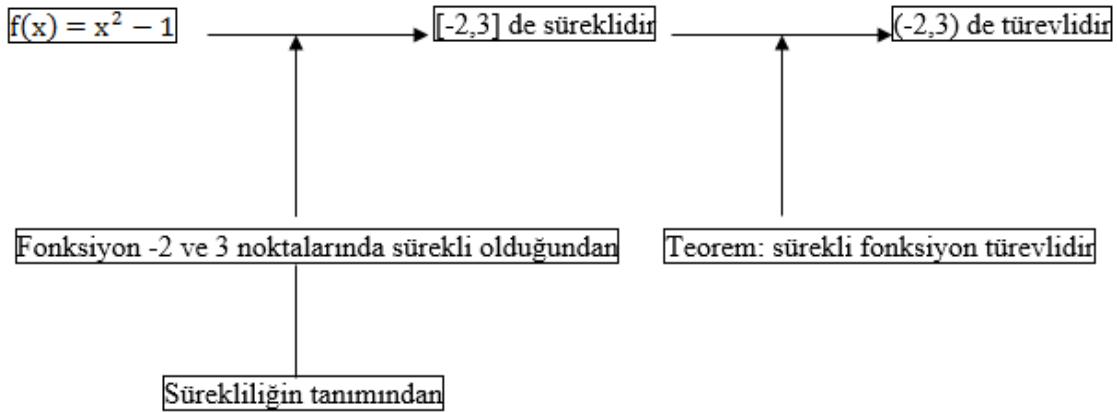 f(x) = x² − 1
[-2,3] de süreklidir
(-2,3) de türevlidir
Fonksiyon -2 ve 3 noktalarında sürekli olduğundan
Teorem: sürekli fonksiyon türevlidir
Sürekliliğin tanımından